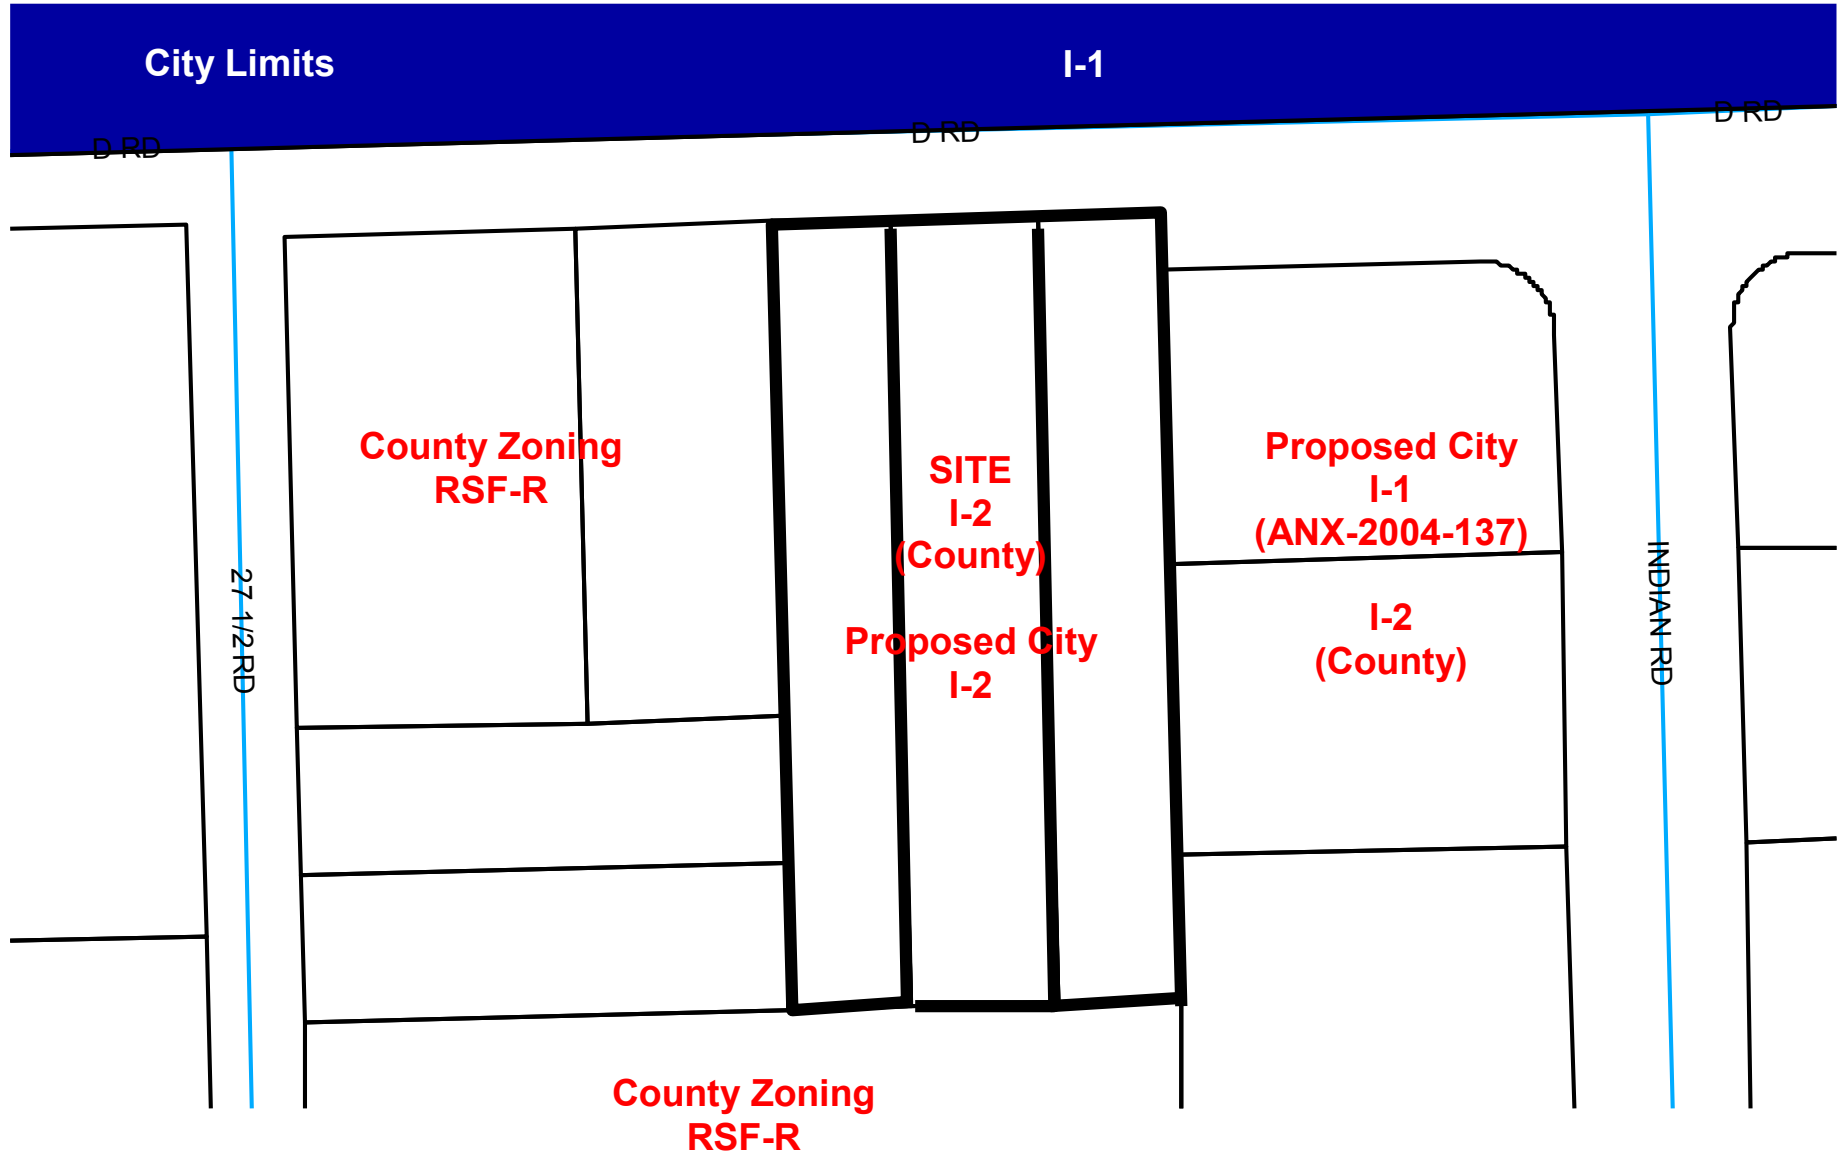 City Limits
I-1
D RD
D RD
D RD
County Zoning
RSF-R
SITE
I-2
(County)
Proposed City
I-2
Proposed City
I-1
(ANX-2004-137)
I-2
(County)
27 1/2 RD
INDIAN RD
County Zoning
RSF-R